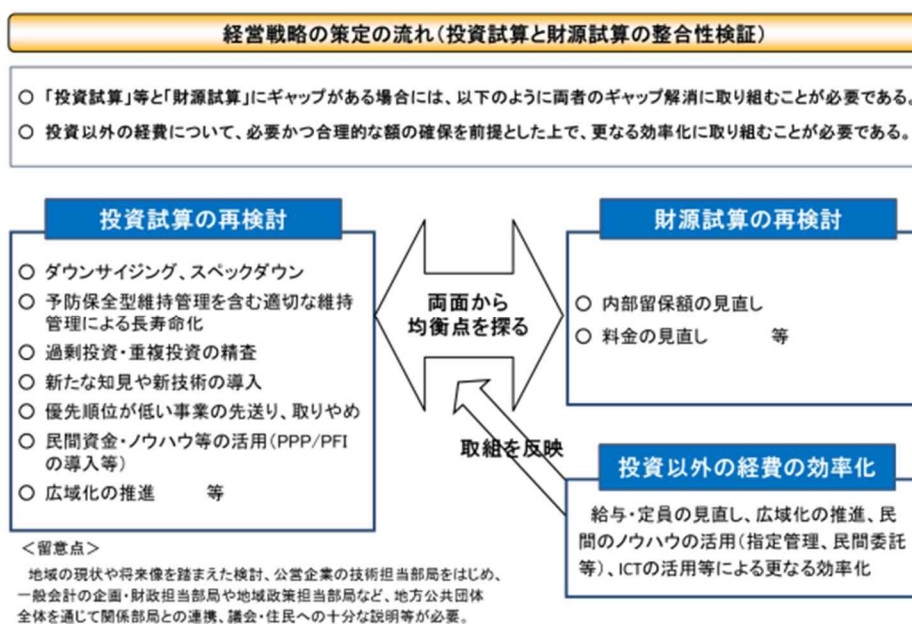 経営戦略の策定の流れ(投資試算と財源試算の整合性検証)
○ 「投資試算」等と「財源試算」にギャップがある場合には、以下のように両者のギャップ解消に取り組むことが必要である。
○ 投資以外の経費について、必要かつ合理的な額の確保を前提とした上で、更なる効率化に取り組むことが必要である。
投資試算の再検討
○ ダウンサイジング、スペックダウン
○ 予防保全型維持管理を含む適切な維持
管理による長寿命化
○ 過剰投資・重複投資の精査
○ 新たな知見や新技術の導入
○ 優先順位が低い事業の先送り、取りやめ
○ 民間資金・ノウハウ等の活用(PPP/PFI
の導入等)
○ 広域化の推進 等
両面から
均衡点を探る
財源試算の再検討
○ 内部留保額の見直し
○ 料金の見直し 等
取組を反映
投資以外の経費の効率化
給与・定員の見直し、広域化の推進、民
間のノウハウの活用(指定管理、民間委託
等)、ICTの活用等による更なる効率化
<留意点>
地域の現状や将来像を踏まえた検討、公営企業の技術担当部局をはじめ、
一般会計の企画・財政担当部局や地域政策担当部局など、地方公共団体
全体を通じて関係部局との連携、議会・住民への十分な説明等が必要。